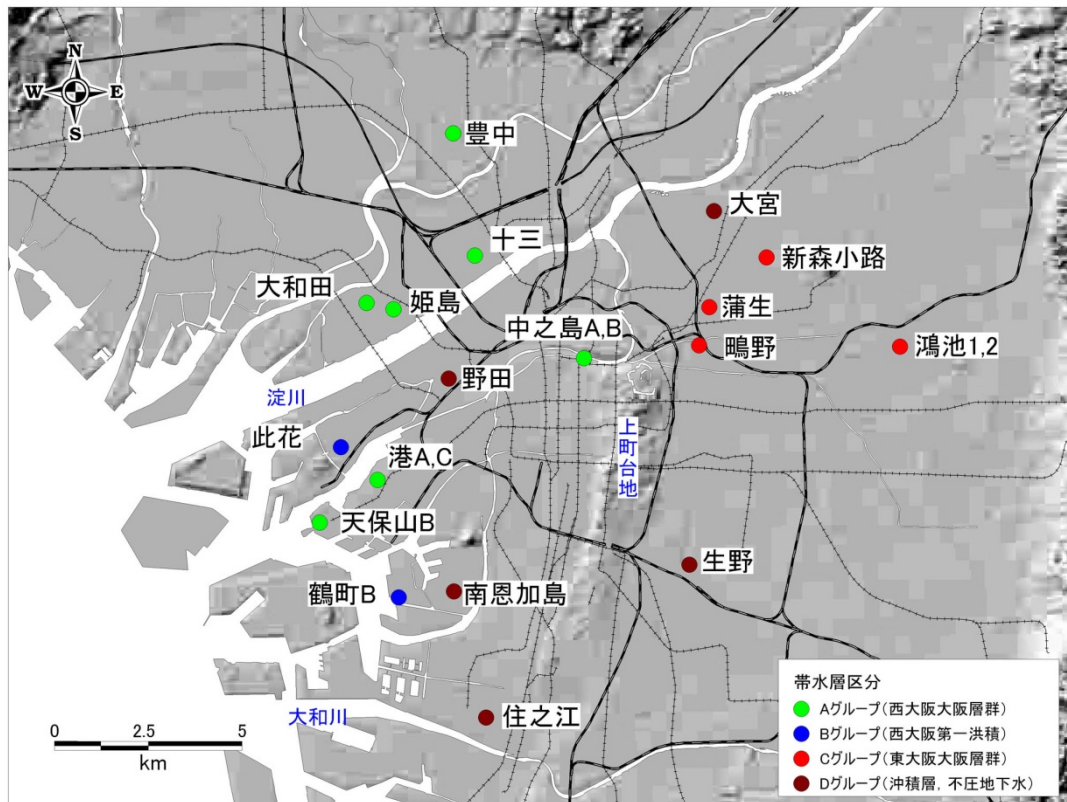 N
W E
S
豊中
大宮
十三
新森小路
大和田
姫島
蒲生
中之島A,B
鴫野
鴻池1,2
野田
淀川
此花
上町台地
港A,C
天保山B
生野
鶴町B
南恩加島
大和川
住之江
0 2.5 5
km
帯水層区分
Aグループ(西大阪大阪層群)
Bグループ(西大阪第一洪積)
Cグループ(東大阪大阪層群)
Dグループ(沖積層, 不圧地下水)